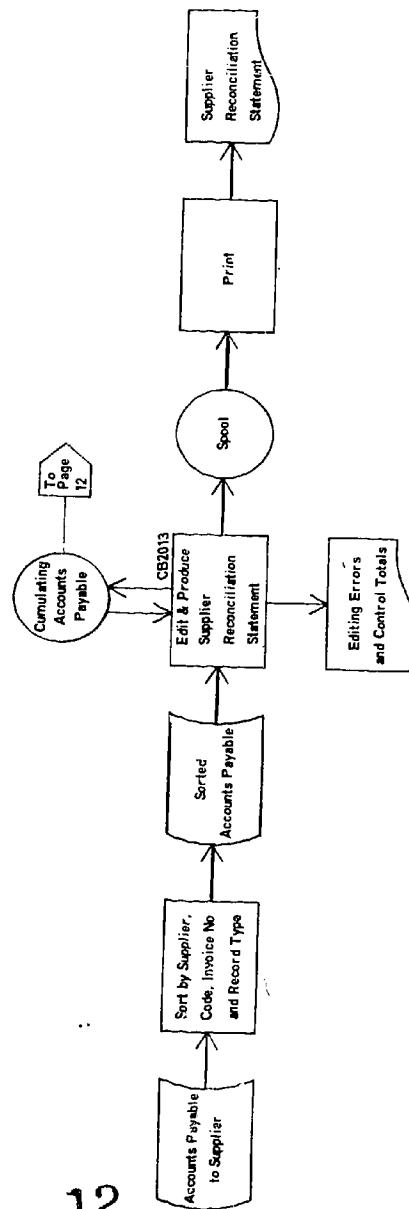 12
Accounts Payable
to Supplier
Sort by Supplier,
Code, Invoice No
and Record Type
Sorted
Accounts Payable
Cumulating
Accounts
Payable
To
Page
12
CB2013
Edit & Produce
Supplier
Reconciliation
Statement
Editing Errors
and Control Totals
Spool
Print
Supplier
Reconciliation
Statement